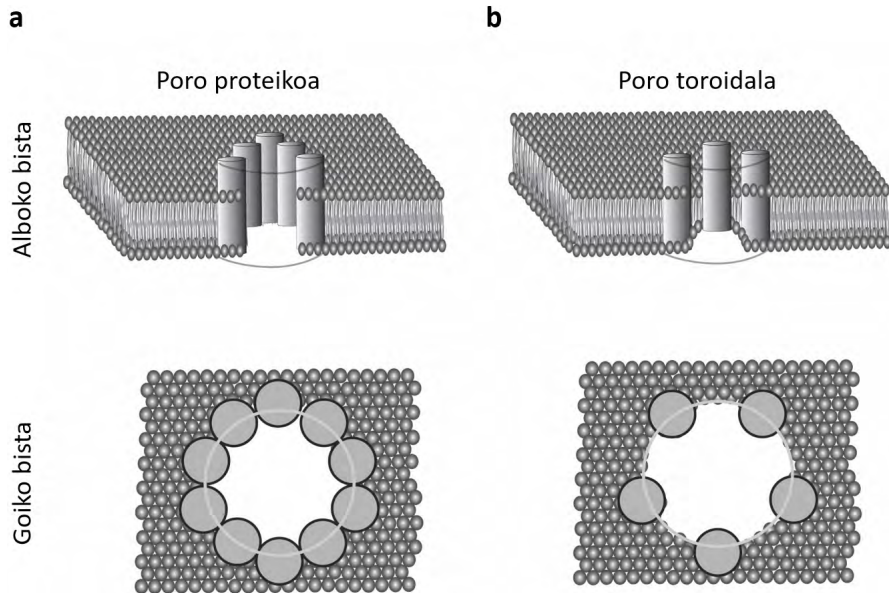 a
b
Poro proteikoa
Poro toroidala
Alboko bista
Goiko bista